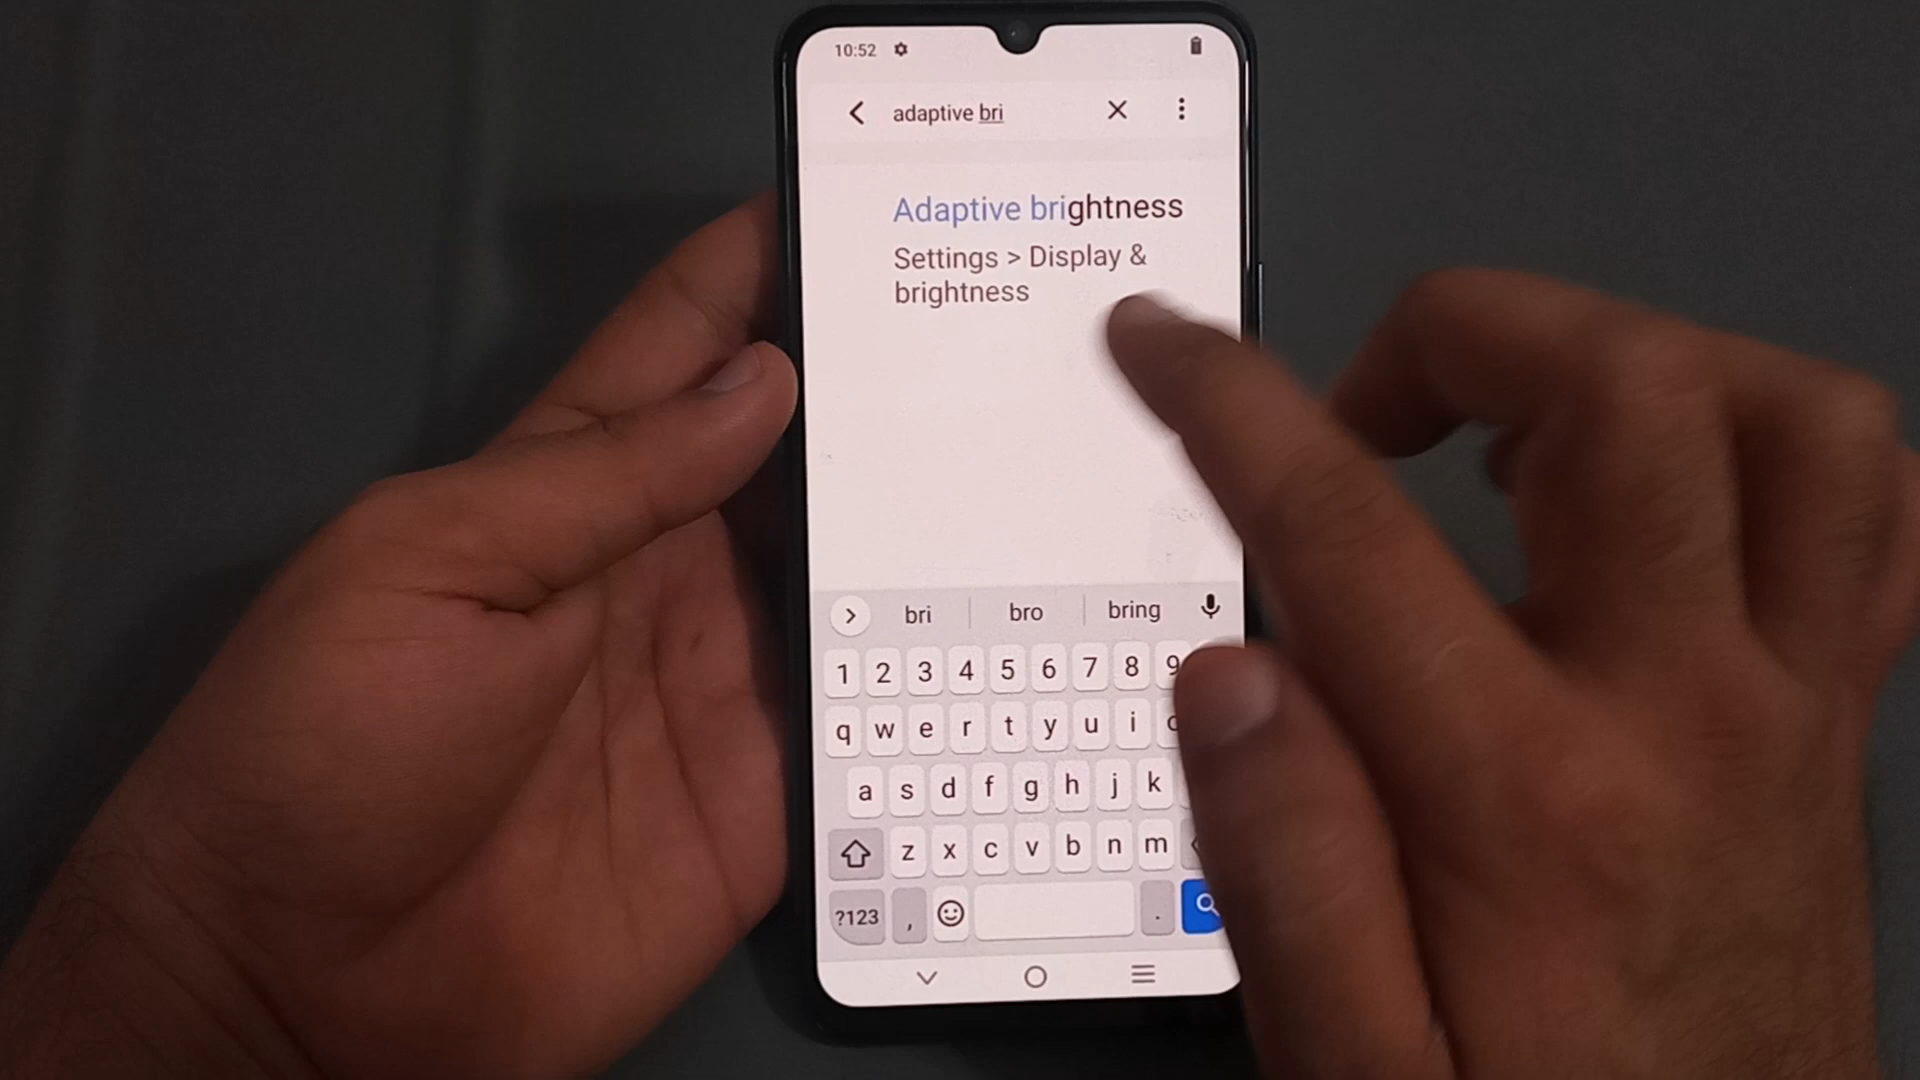 10:52
adaptive bri
Adaptive brightness
Settings > Display &
brightness
bri bro bring
1 2 3 4 5 6 7 8 9
q w e r t y u i
a s d f g h j k
z x c v b n m
?123 , .